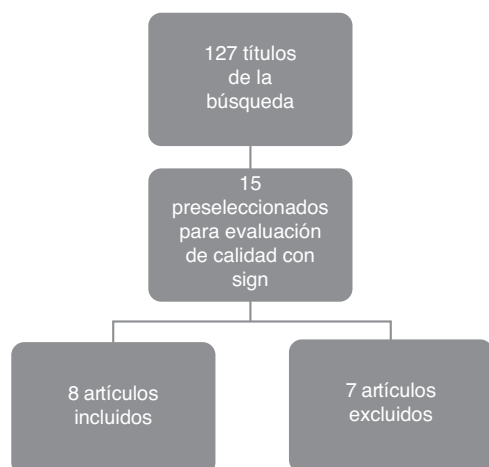 127 títulos
de la
búsqueda
15
preseleccionados
para evaluación
de calidad con
sign
8 artículos
incluidos
7 artículos
excluidos